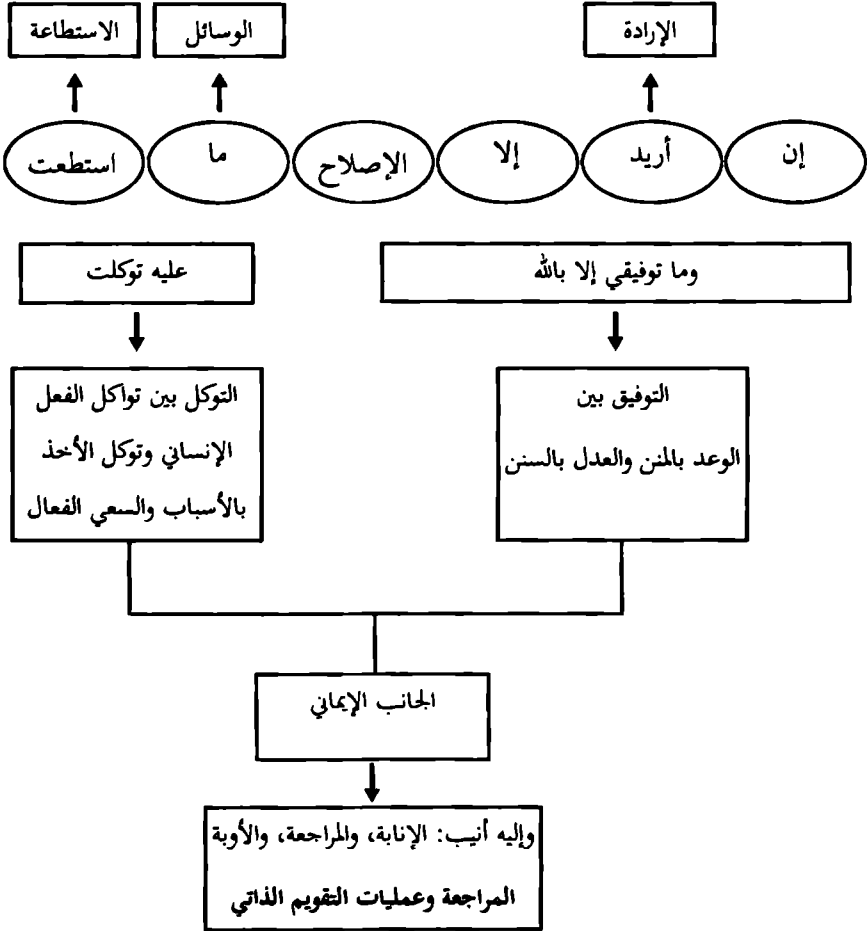 الإرادة
الوسائل
الاستطاعة
إن
أريد
إلا
الإصلاح
ما
استطعت
وما توفيقي إلا بالله
عليه توكلت
التوفيق بين
الوعد بالمنن والعدل بالسنن
التوكل بين تواكل الفعل
الإنساني وتوكل الأخذ
بالأسباب والسعي الفعال
الجانب الإيماني
وإليه أنيب: الإنابة، والمراجعة، والأوبة
المراجعة وعمليات التقويم الذاتي